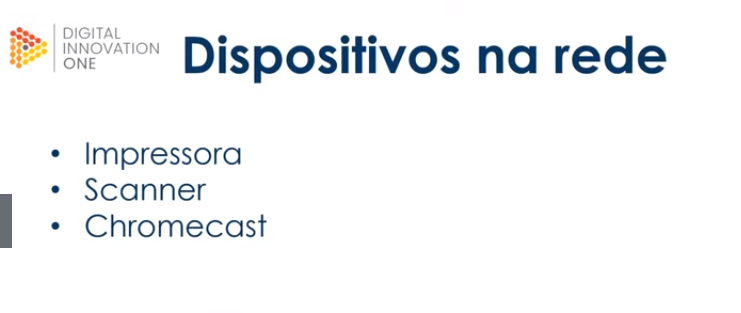 DIGITAL
INNOVATION
ONE
Dispositivos na rede
• Impressora
• Scanner
• Chromecast